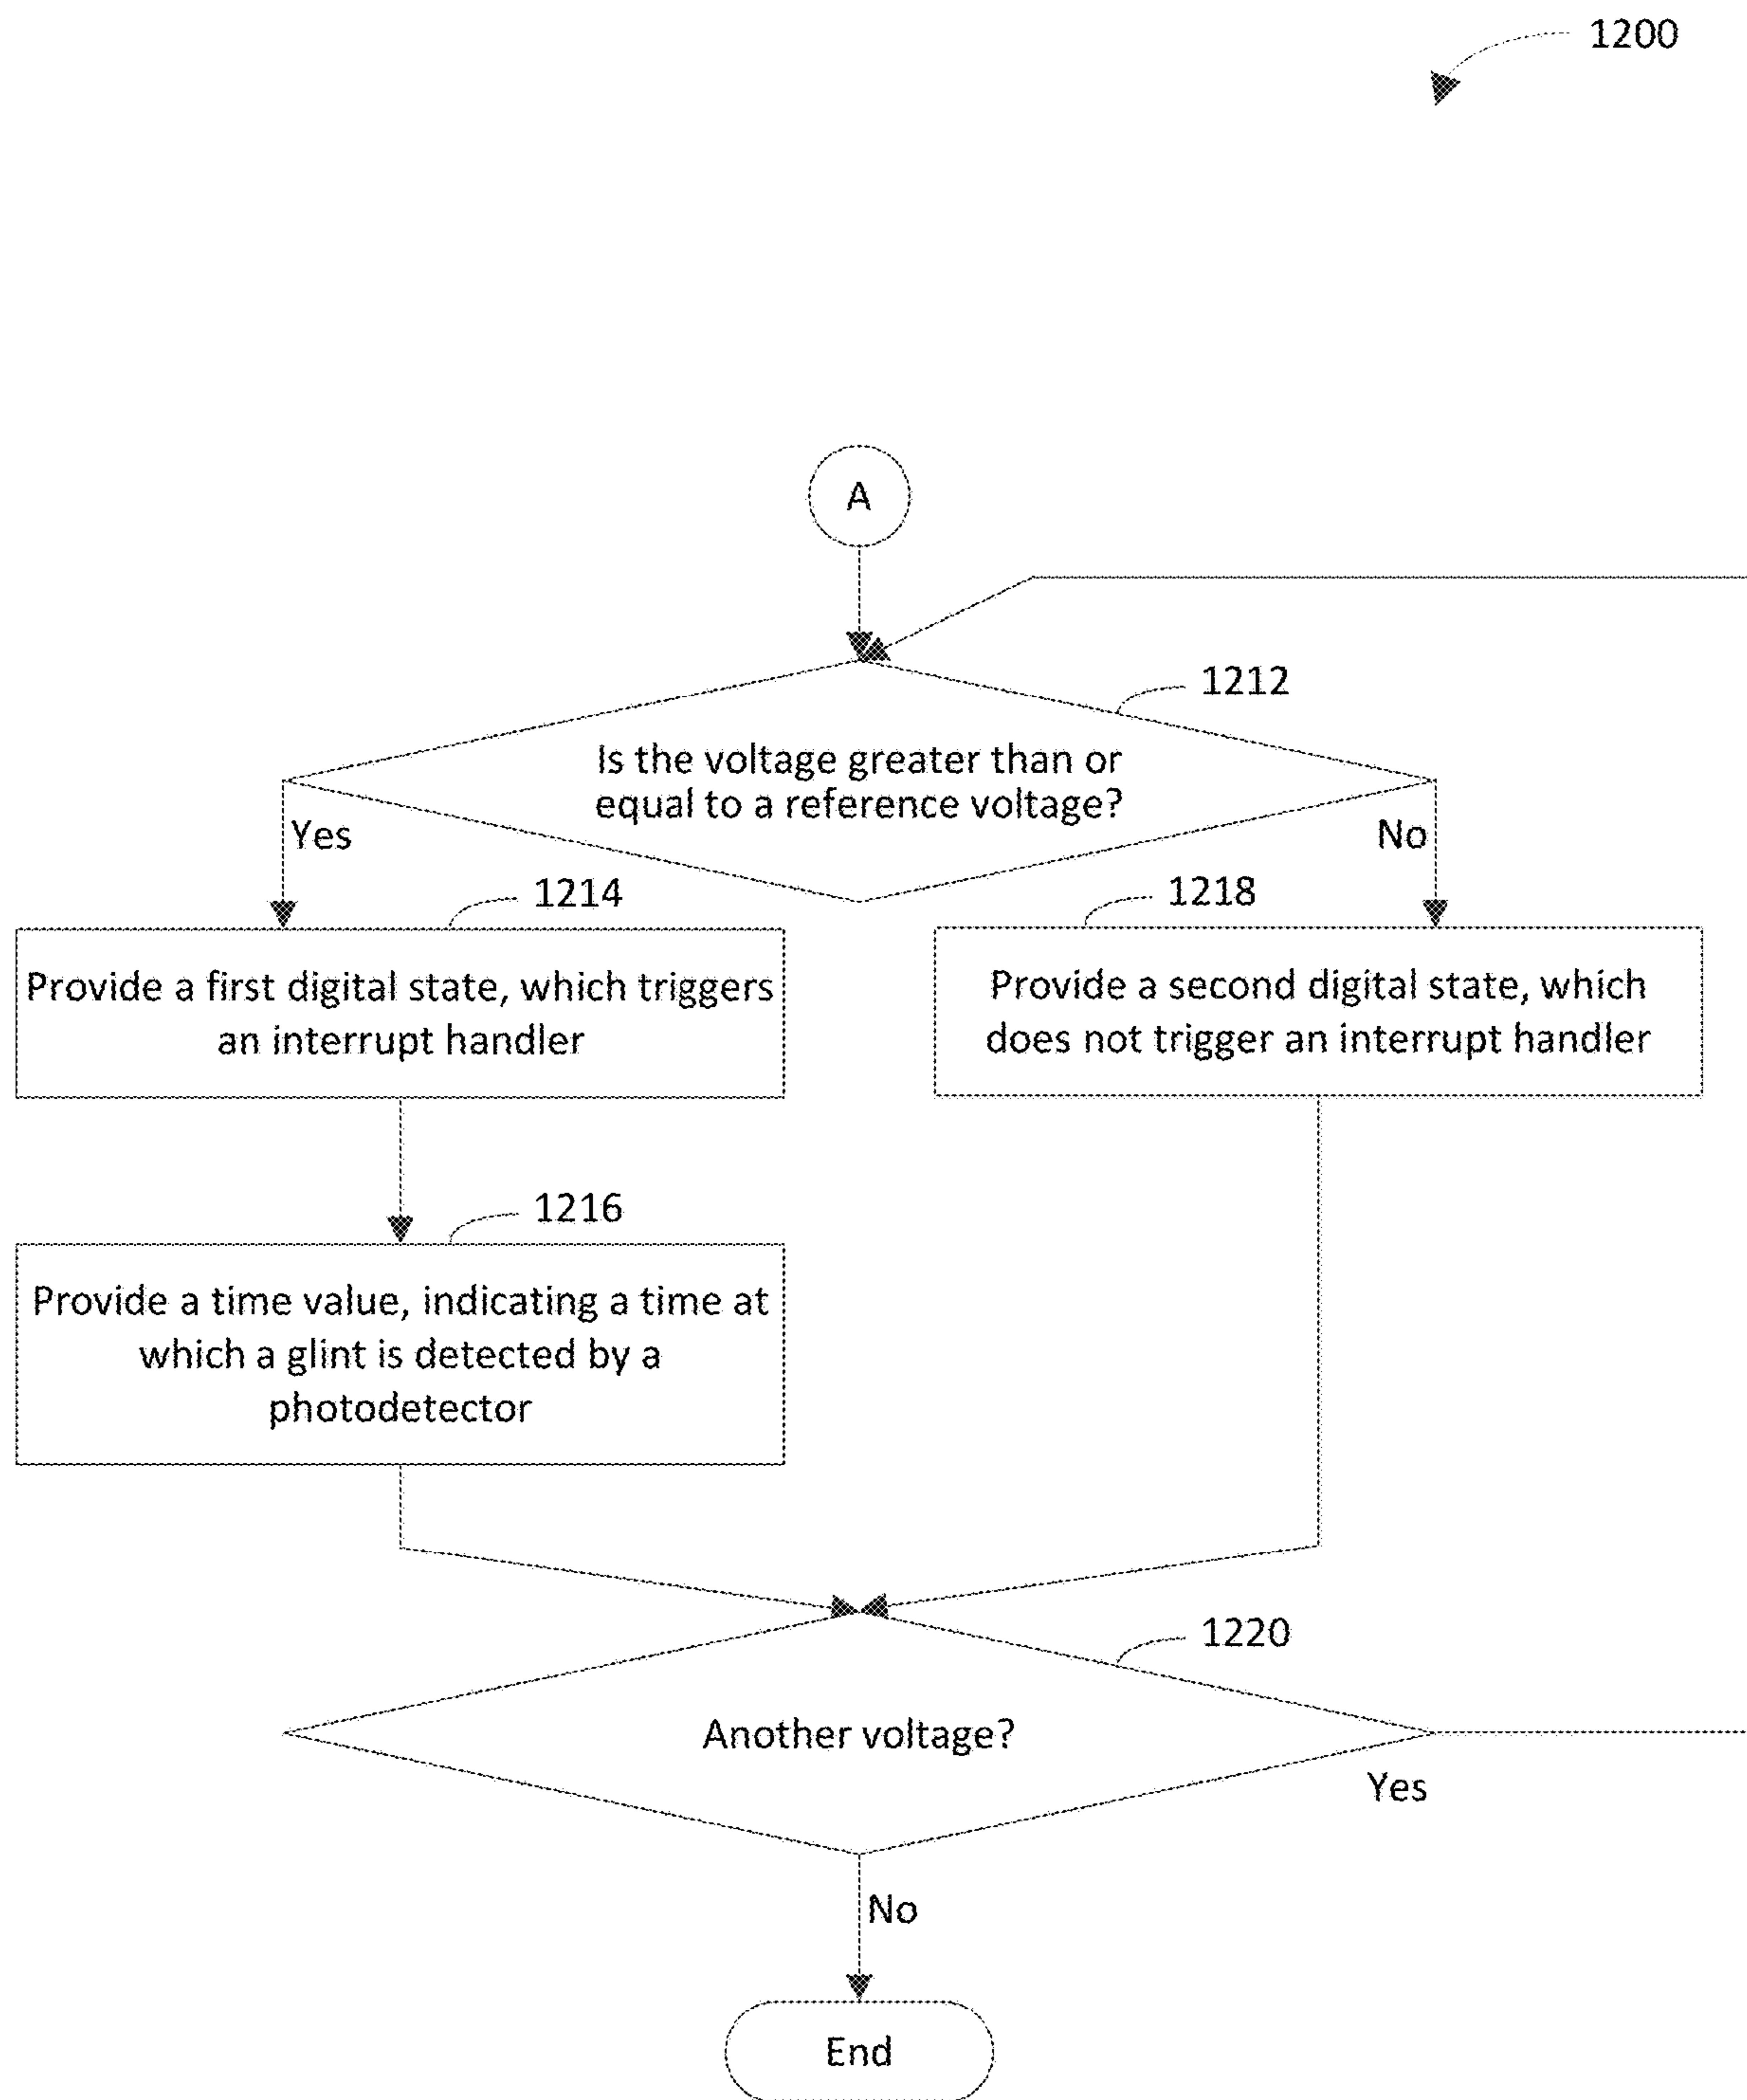 1200
A
1212
Is the voltage greater than or
equal to a reference voltage?
Yes
No
1214
1218
Provide a first digital state, which triggers
an interrupt handler
Provide a second digital state, which
does not trigger an interrupt handler
1216
Provide a time value, indicating a time at
which a glint is detected by a
photodetector
1220
Another voltage?
Yes
No
End